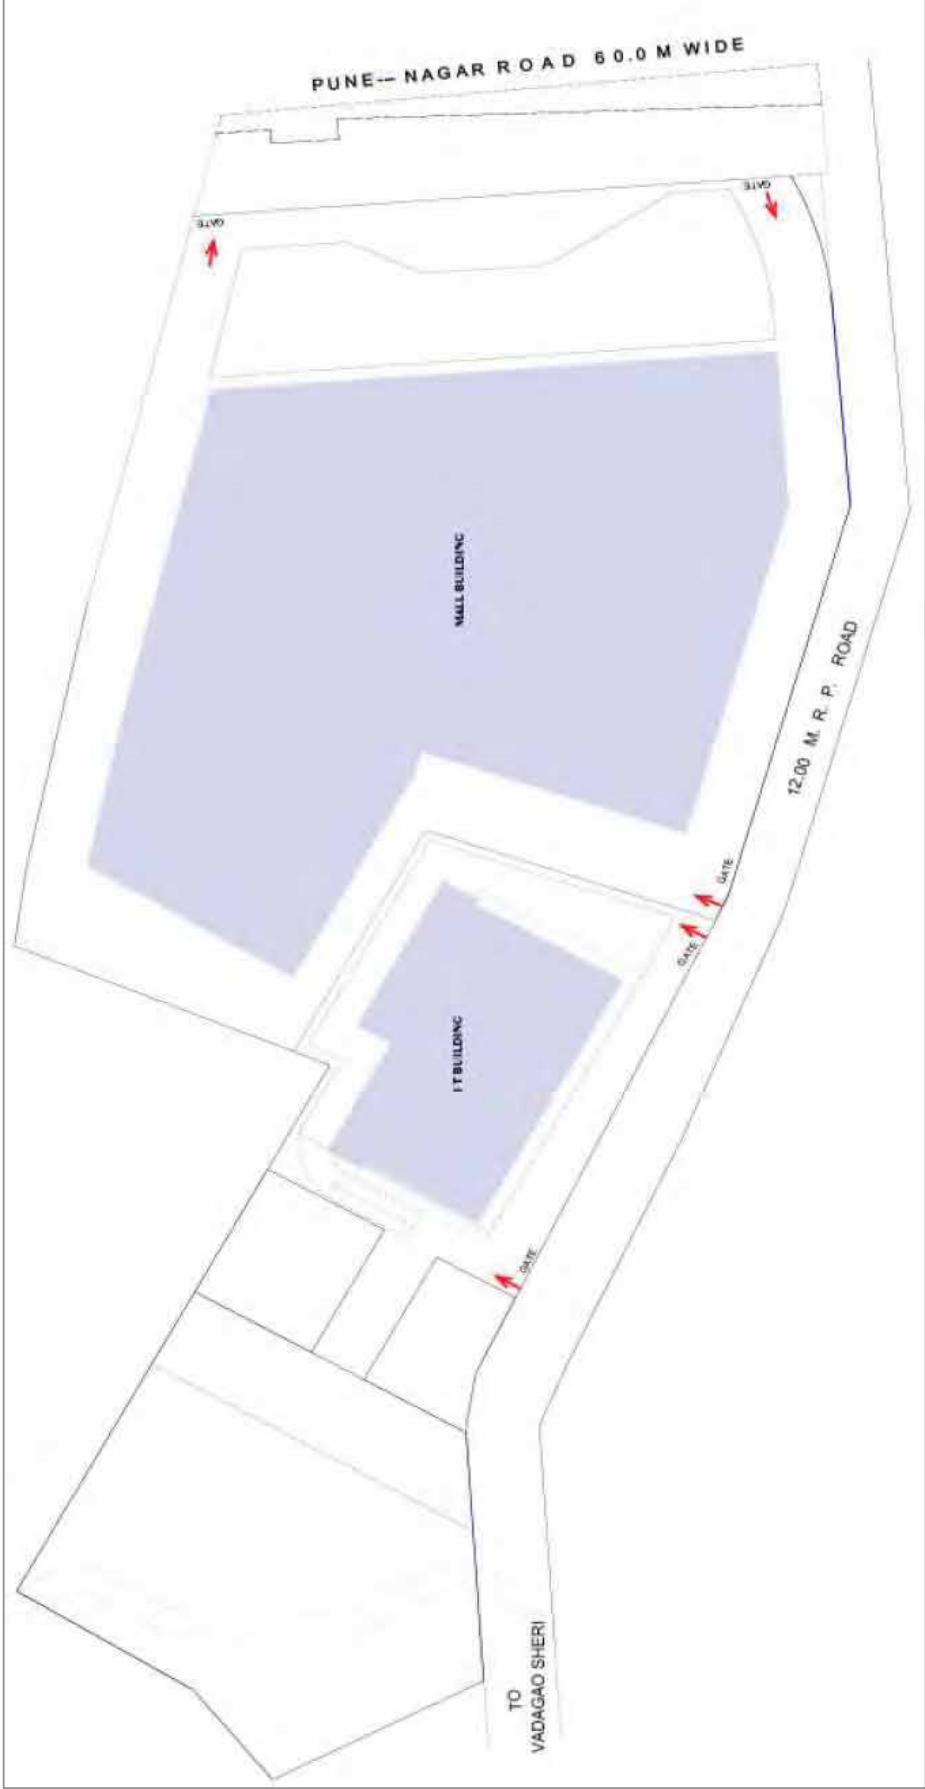 PUNE-- NAGAR ROAD 60.0 M WIDE
GATE
GATE
MALL BUILDING
12.00 M. R. P. ROAD
GATE
GATE
I T BUILDING
GATE
TO
VADAGAO SHERI